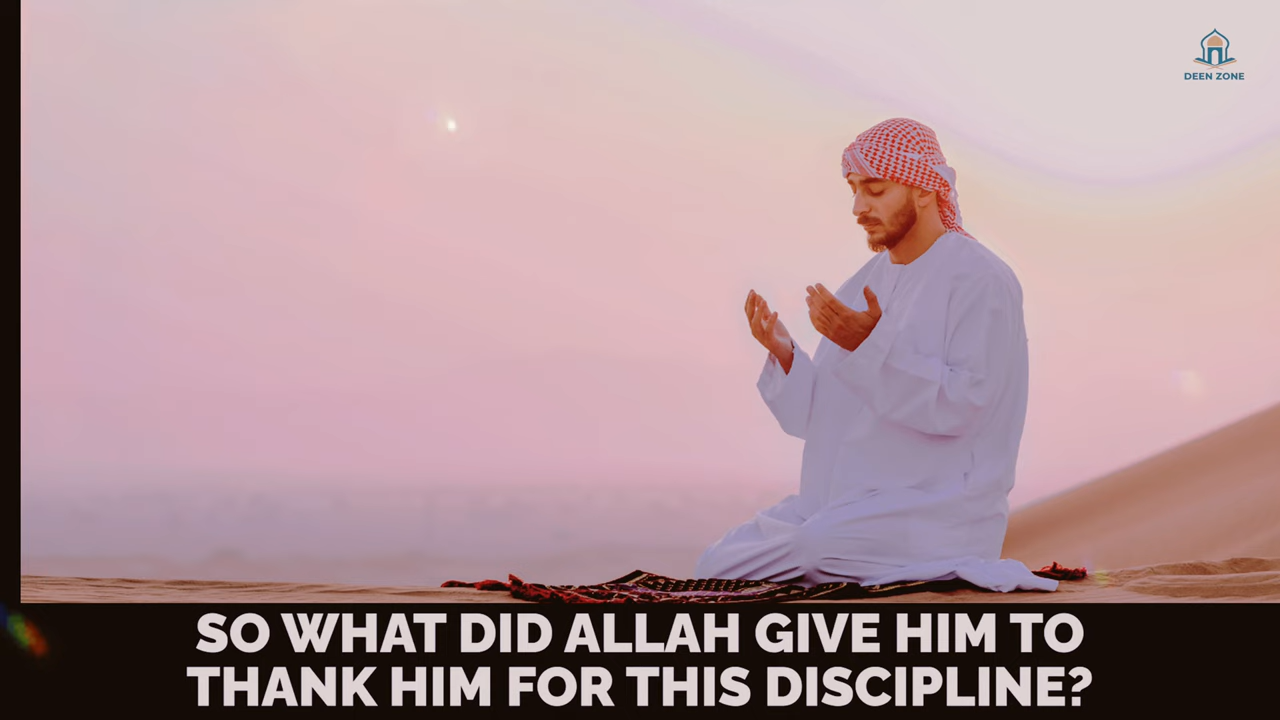 DEEN ZONE
SO WHAT DID ALLAH GIVE HIM TO
THANK HIM FOR THIS DISCIPLINE?